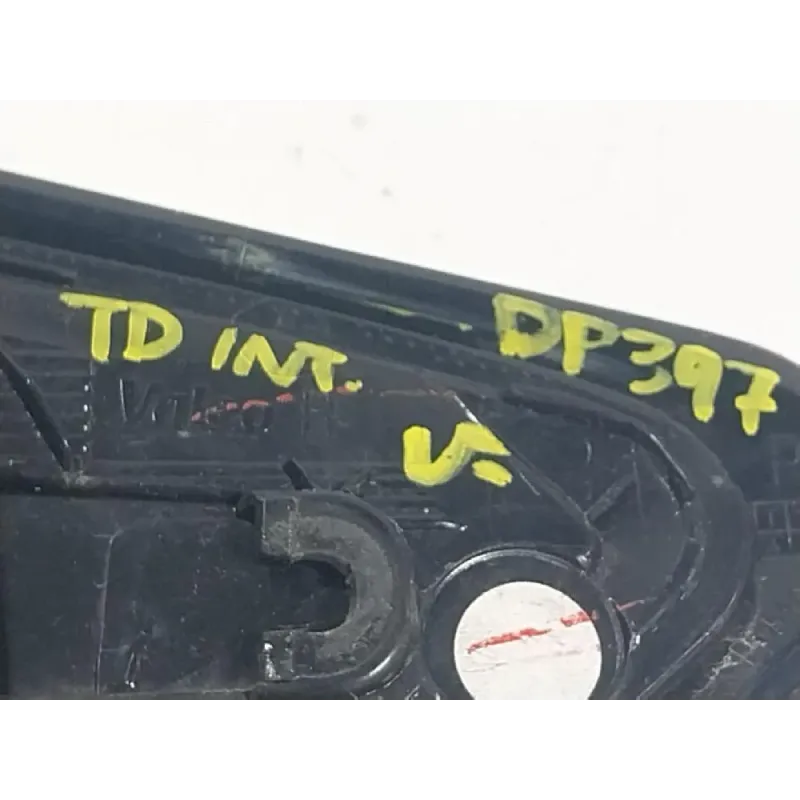 TD INT. DP397
V-